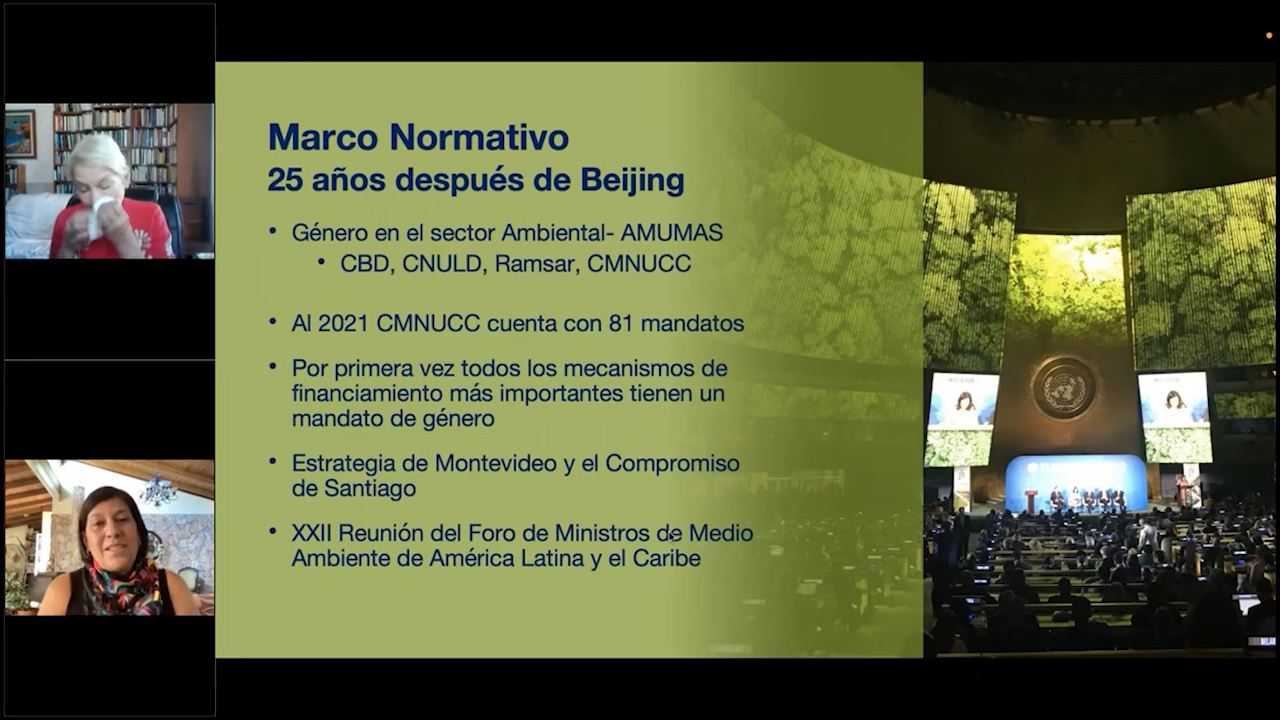 Marco Normativo
25 años después de Beijing
• Género en el sector Ambiental- AMUMAS
• CBD, CNULD, Ramsar, CMNUCC
• Al 2021 CMNUCC cuenta con 81 mandatos
• Por primera vez todos los mecanismos de
financiamiento más importantes tienen un
mandato de género
• Estrategia de Montevideo y el Compromiso
de Santiago
• XXII Reunión del Foro de Ministros de Medio
Ambiente de América Latina y el Caribe